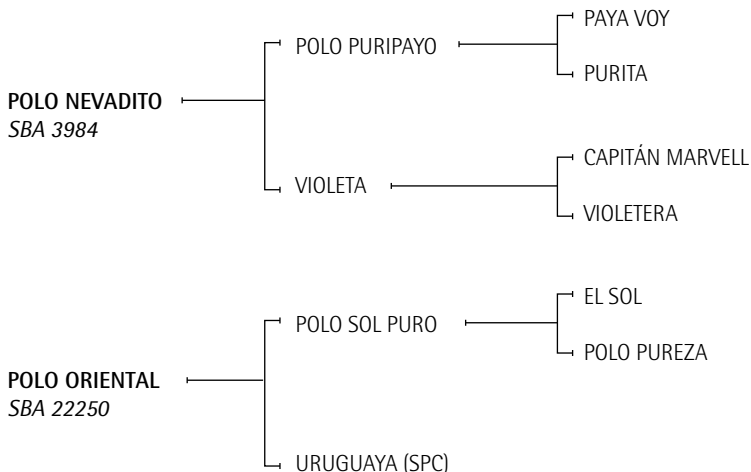 PAYA VOY
POLO PURIPAYO
PURITA
POLO NEVADITO
SBA 3984
CAPITÁN MARVELL
VIOLETA
VIOLETERA
EL SOL
POLO SOL PURO
POLO PUREZA
POLO ORIENTAL
SBA 22250
URUGUAYA (SPC)